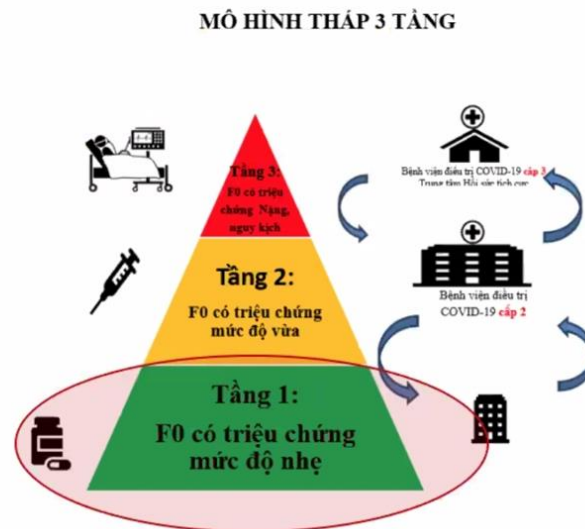 MÔ HÌNH THÁP 3 TẦNG
Tầng 3:
F0 có triệu
chứng Nặng,
nguy kịch
Bệnh viện điều trị COVID-19 cấp 3
Trung tâm Hồi sức tích cực
Tầng 2:
F0 có triệu chứng
mức độ vừa
Bệnh viện điều trị
COVID-19 cấp 2
Tầng 1:
F0 có triệu chứng
mức độ nhẹ